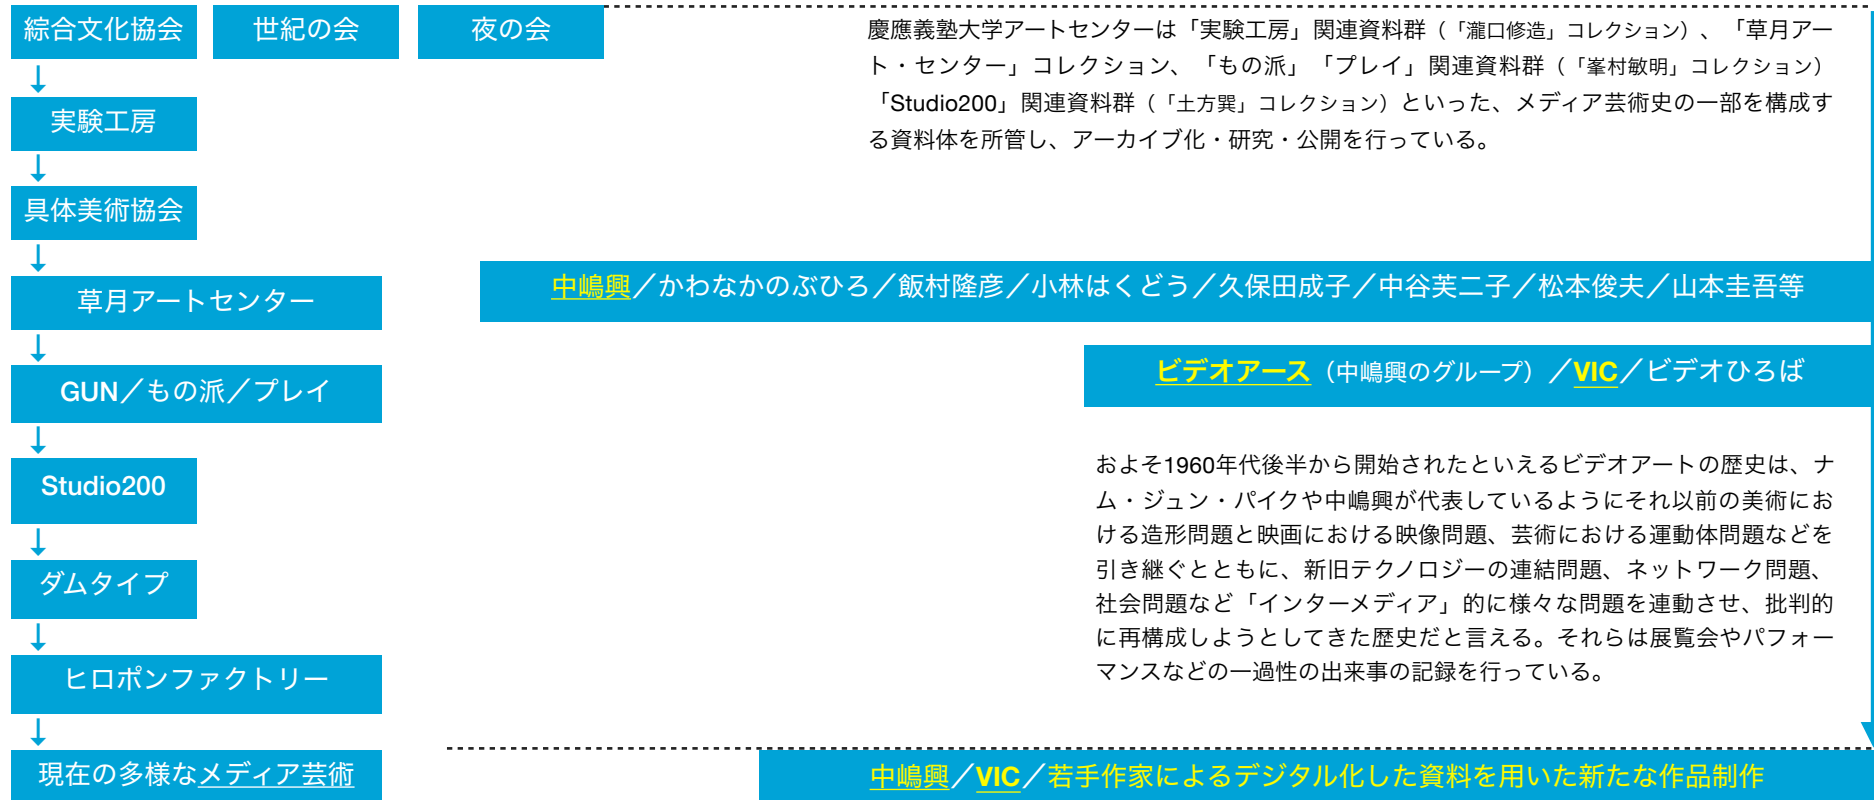 綜合文化協会
世紀の会
夜の会
↓
実験工房
↓
具体美術協会
↓
草月アートセンター
↓
GUN／もの派／プレイ
↓
Studio200
↓
ダムタイプ
↓
ヒロポンファクトリー
↓
現在の多様なメディア芸術
慶應義塾大学アートセンターは「実験工房」関連資料群（「瀧口修造」コレクション）、「草月アー
ト・センター」コレクション、「もの派」「プレイ」関連資料群（「峯村敏明」コレクション）
「Studio200」関連資料群（「土方巽」コレクション）といった、メディア芸術史の一部を構成す
る資料体を所管し、アーカイブ化・研究・公開を行っている。
中嶋興／かわなかのぶひろ／飯村隆彦／小林はくどう／久保田成子／中谷芙二子／松本俊夫／山本圭吾等
ビデオアース（中嶋興のグループ）／VIC／ビデオひろば
およそ1960年代後半から開始されたといえるビデオアートの歴史は、ナ
ム・ジュン・パイクや中嶋興が代表しているようにそれ以前の美術にお
ける造形問題と映画における映像問題、芸術における運動体問題などを
引き継ぐとともに、新旧テクノロジーの連結問題、ネットワーク問題、
社会問題など「インターメディア」的に様々な問題を連動させ、批判的
に再構成しようとしてきた歴史だと言える。それらは展覧会やパフォー
マンスなどの一過性の出来事の記録を行っている。
中嶋興／VIC／若手作家によるデジタル化した資料を用いた新たな作品制作